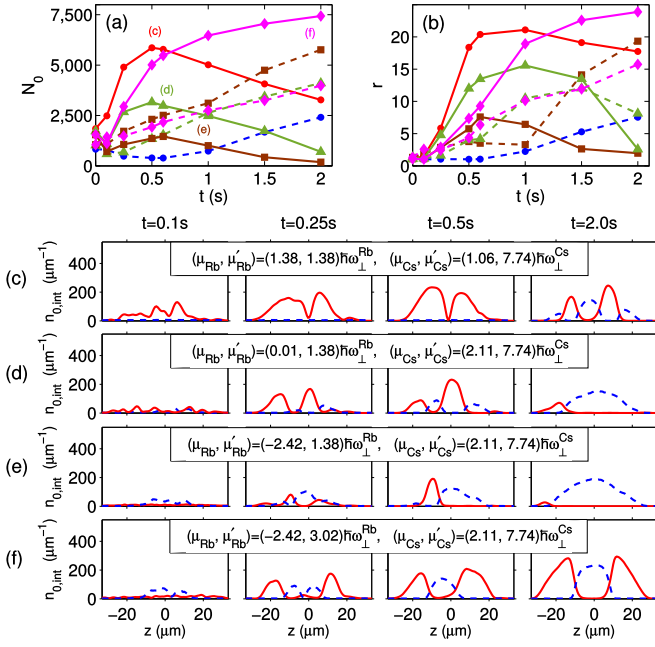 (a)
(c)
(f)
(d)
(e)
N₀
7,500
5,000
2,500
0
0 0.5 1 1.5 2
t (s)
(b)
r
20
15
10
5
0
0 0.5 1 1.5 2
t (s)
t=0.1s t=0.25s t=0.5s t=2.0s
(c)
n₀,int (μm⁻¹)
400
200
0
(μRb, μ′Rb)=(1.38, 1.38)ħω⊥^Rb, (μCs, μ′Cs)=(1.06, 7.74)ħω⊥^Cs
(d)
n₀,int (μm⁻¹)
400
200
0
(μRb, μ′Rb)=(0.01, 1.38)ħω⊥^Rb, (μCs, μ′Cs)=(2.11, 7.74)ħω⊥^Cs
(e)
n₀,int (μm⁻¹)
400
200
0
(μRb, μ′Rb)=(−2.42, 1.38)ħω⊥^Rb, (μCs, μ′Cs)=(2.11, 7.74)ħω⊥^Cs
(f)
n₀,int (μm⁻¹)
400
200
0
(μRb, μ′Rb)=(−2.42, 3.02)ħω⊥^Rb, (μCs, μ′Cs)=(2.11, 7.74)ħω⊥^Cs
−20 0 20 −20 0 20 −20 0 20 −20 0 20
z (μm) z (μm) z (μm) z (μm)